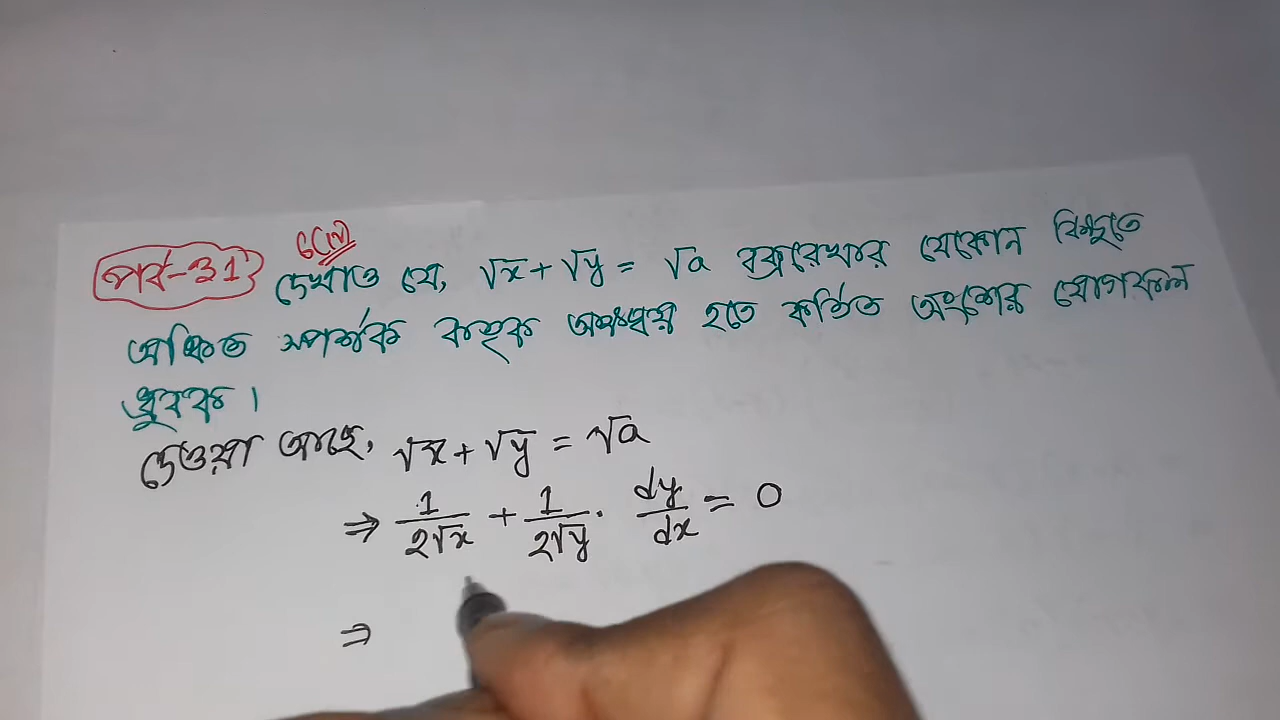 পর্ব-31 দেখাও যে, √x + √y = √a বক্ররেখার যেকোন বিন্দুতে
অঙ্কিত স্পর্শক কর্তৃক অক্ষদ্বয় হতে কর্তিত অংশের যোগফল
ধ্রুবক।
দেওয়া আছে, √x + √y = √a
⇒ 1/2√x + 1/2√y · dy/dx = 0
⇒